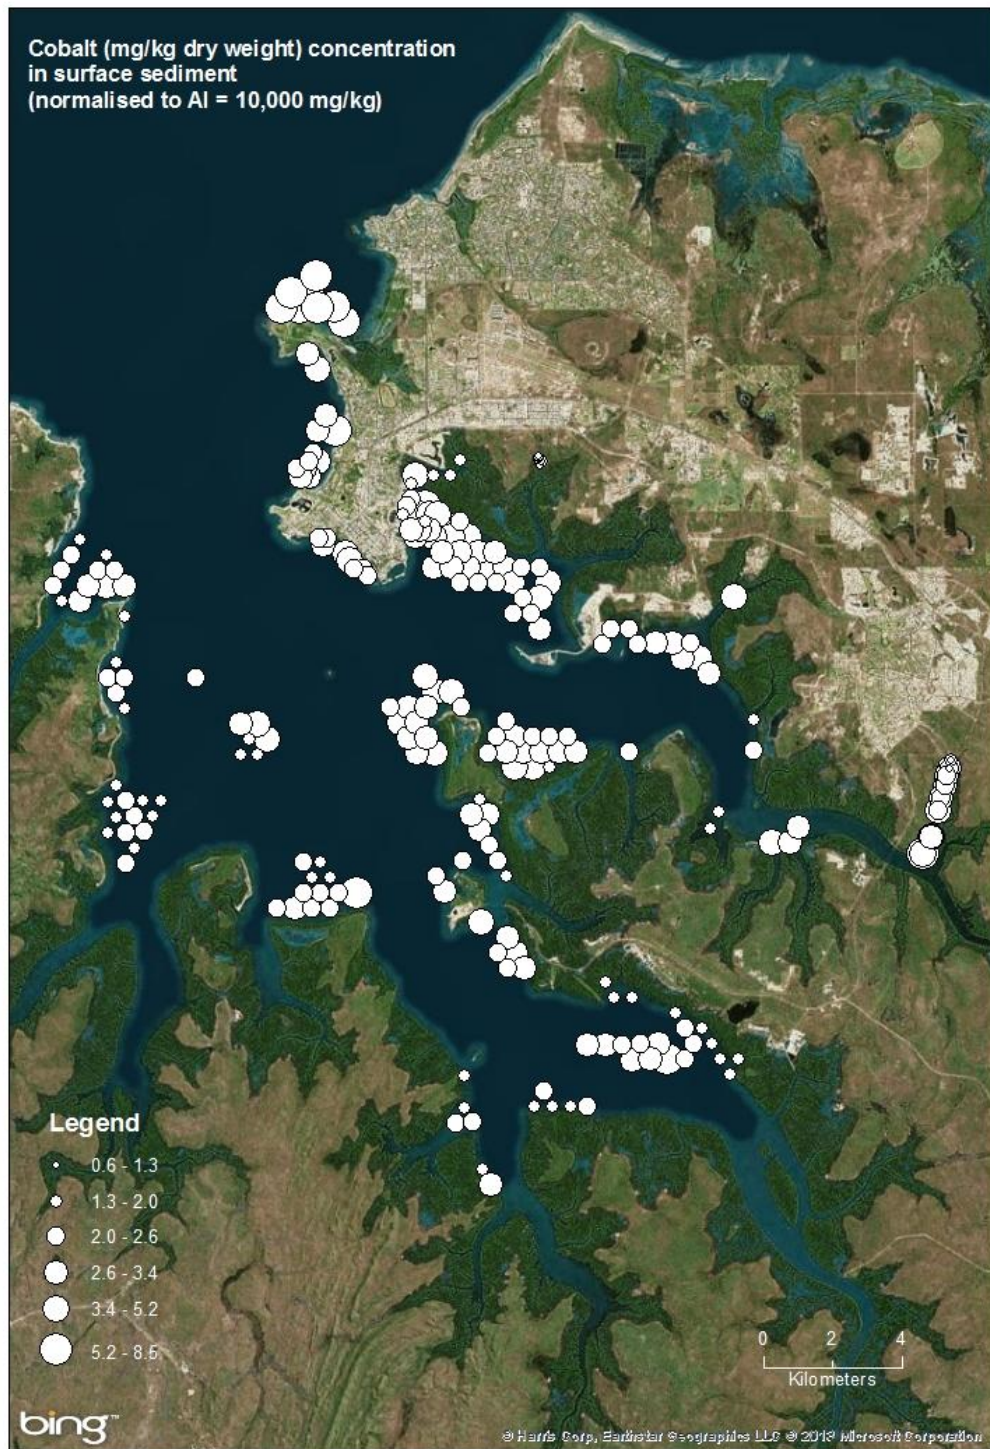 Cobalt (mg/kg dry weight) concentration
in surface sediment
(normalised to Al = 10,000 mg/kg)
Legend
0.6 - 1.3
1.3 - 2.0
2.0 - 2.6
2.6 - 3.4
3.4 - 5.2
5.2 - 8.5
0 2 4
Kilometers
bing™
© Harris Corp, Earthstar Geographics LLC © 2013 Microsoft Corporation